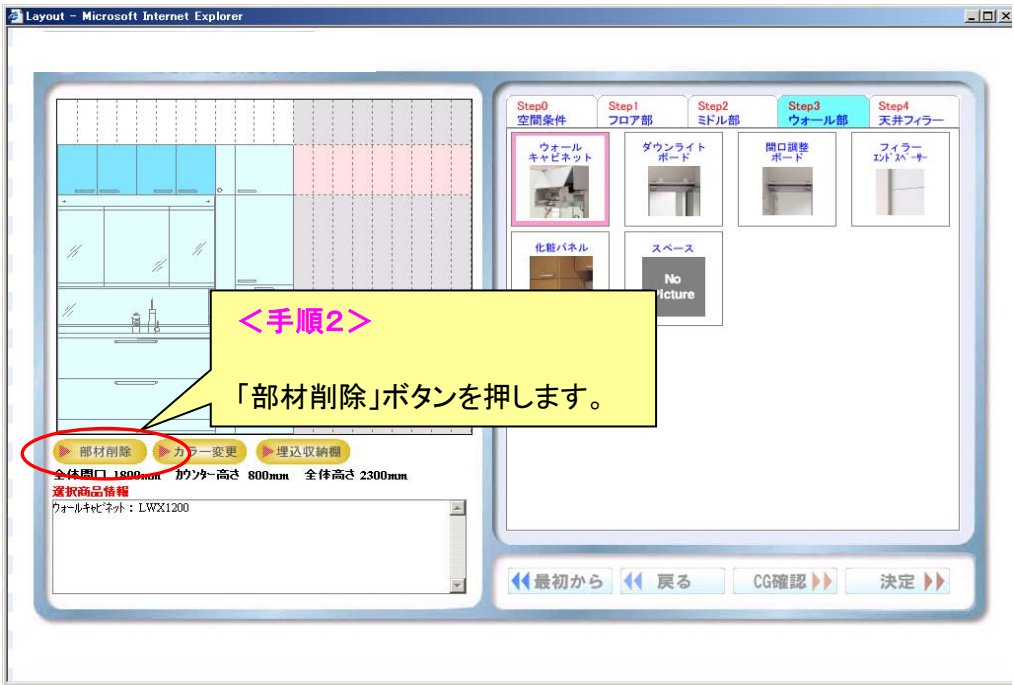 Layout - Microsoft Internet Explorer
Step0
空間条件
Step1
フロア部
Step2
ミドル部
Step3
ウォール部
Step4
天井フィラー
ウォール
キャビネット
ダウンライト
ボード
間口調整
ボード
フィラー
エンドスペーサー
化粧パネル
スペース
No
Picture
<手順2>
「部材削除」ボタンを押します。
部材削除
カラー変更
埋込収納棚
全体間口 1800mm カウンター高さ 800mm 全体高さ 2300mm
選択商品情報
ウォールキャビネット : LWX1200
最初から
戻る
CG確認
決定